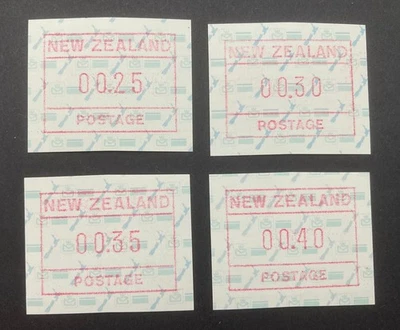 NEW ZEALAND
00.25
POSTAGE
NEW ZEALAND
00.30
POSTAGE
NEW ZEALAND
00.35
POSTAGE
NEW ZEALAND
00.40
POSTAGE